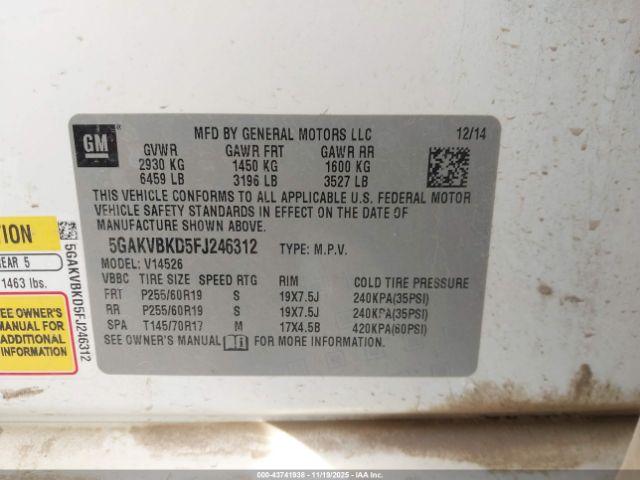 GM
MFD BY GENERAL MOTORS LLC 12/14
GVWR GAWR FRT GAWR RR
2930 KG 1450 KG 1600 KG
6459 LB 3196 LB 3527 LB
THIS VEHICLE CONFORMS TO ALL APPLICABLE U.S. FEDERAL MOTOR
VEHICLE SAFETY STANDARDS IN EFFECT ON THE DATE OF
MANUFACTURE SHOWN ABOVE.
5GAKVBKD5FJ246312 TYPE: M.P.V.
MODEL: V14526
VBBC TIRE SIZE SPEED RTG RIM COLD TIRE PRESSURE
FRT P255/60R19 S 19X7.5J 240KPA(35PSI)
RR P255/60R19 S 19X7.5J 240KPA(35PSI)
SPA T145/70R17 M 17X4.5B 420KPA(60PSI)
SEE OWNER'S MANUAL FOR MORE INFORMATION.
TION
REAR 5
1463 lbs.
SEE OWNER'S
MANUAL FOR
ADDITIONAL
INFORMATION
5GAKVBKD5FJ246312
000-43741938 - 11/19/2025 - IAA Inc.